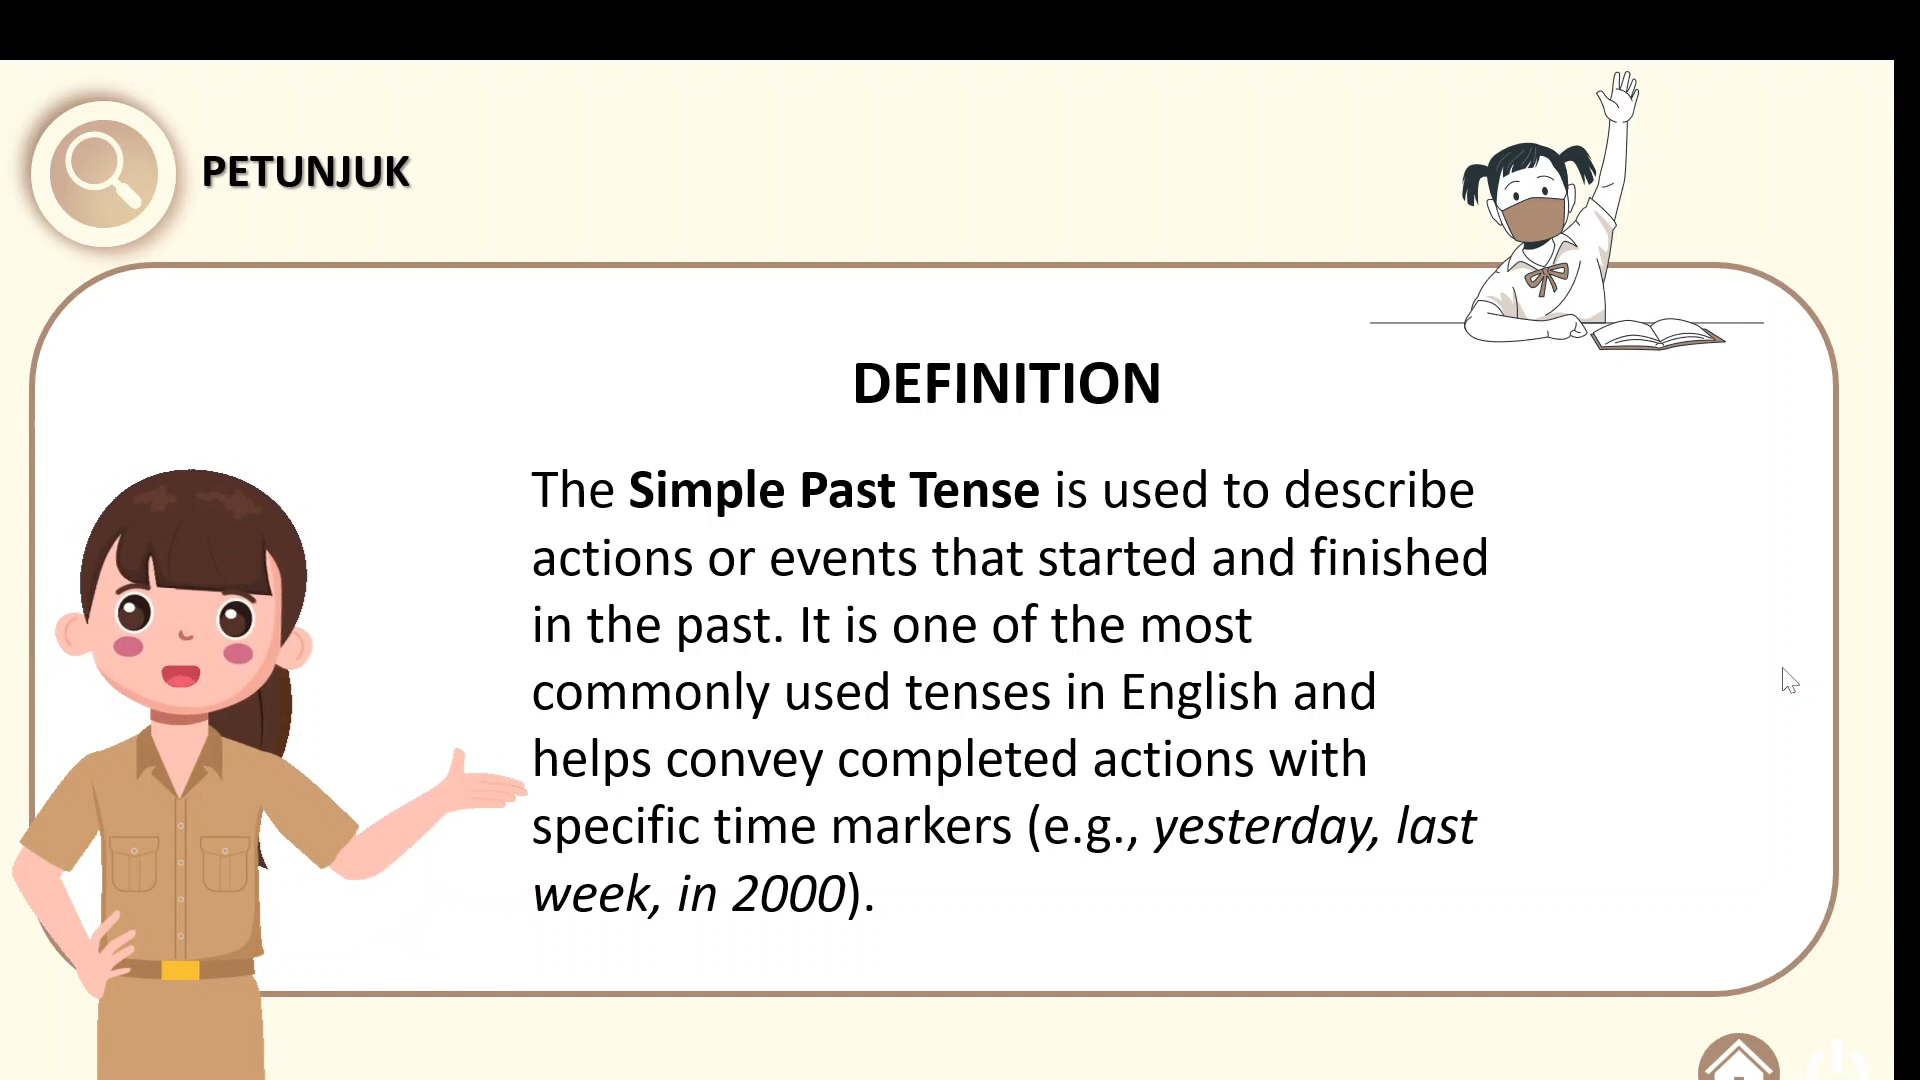 PETUNJUK
DEFINITION
The Simple Past Tense is used to describe
actions or events that started and finished
in the past. It is one of the most
commonly used tenses in English and
helps convey completed actions with
specific time markers (e.g., yesterday, last
week, in 2000).